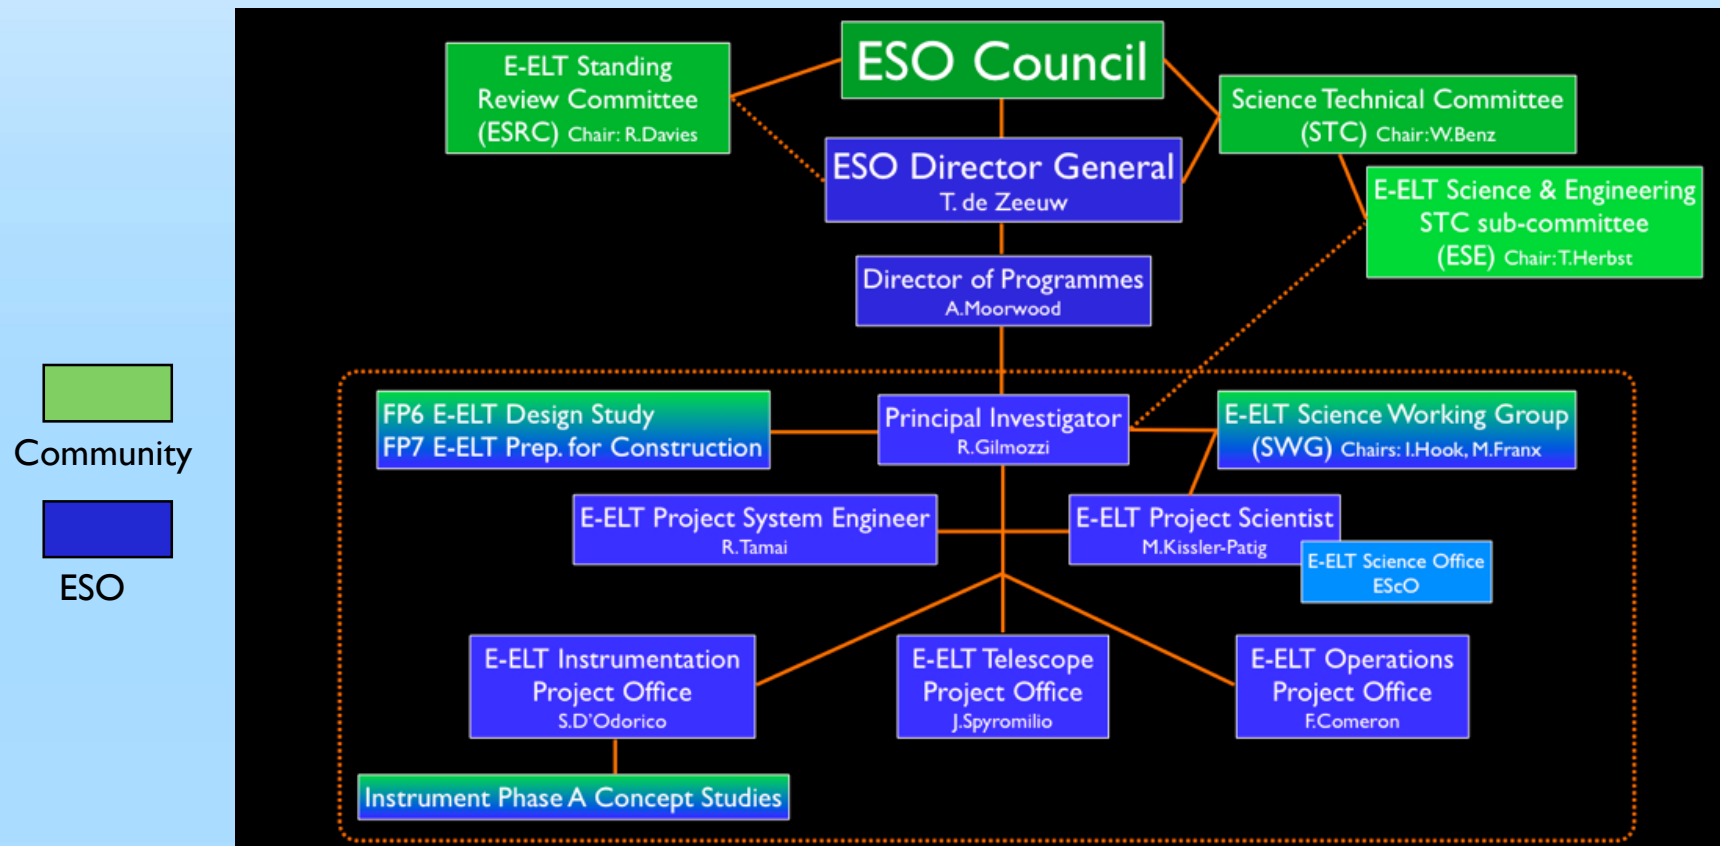 ESO Council
E-ELT Standing
Review Committee
(ESRC) Chair: R.Davies
Science Technical Committee
(STC) Chair:W.Benz
ESO Director General
T. de Zeeuw
E-ELT Science & Engineering
STC sub-committee
(ESE) Chair:T.Herbst
Director of Programmes
A.Moorwood
Community
ESO
FP6 E-ELT Design Study
FP7 E-ELT Prep. for Construction
Principal Investigator
R.Gilmozzi
E-ELT Science Working Group
(SWG) Chairs: I.Hook, M.Franx
E-ELT Project System Engineer
R.Tamai
E-ELT Project Scientist
M.Kissler-Patig
E-ELT Science Office
EScO
E-ELT Instrumentation
Project Office
S.D'Odorico
E-ELT Telescope
Project Office
J.Spyromilio
E-ELT Operations
Project Office
F.Comeron
Instrument Phase A Concept Studies